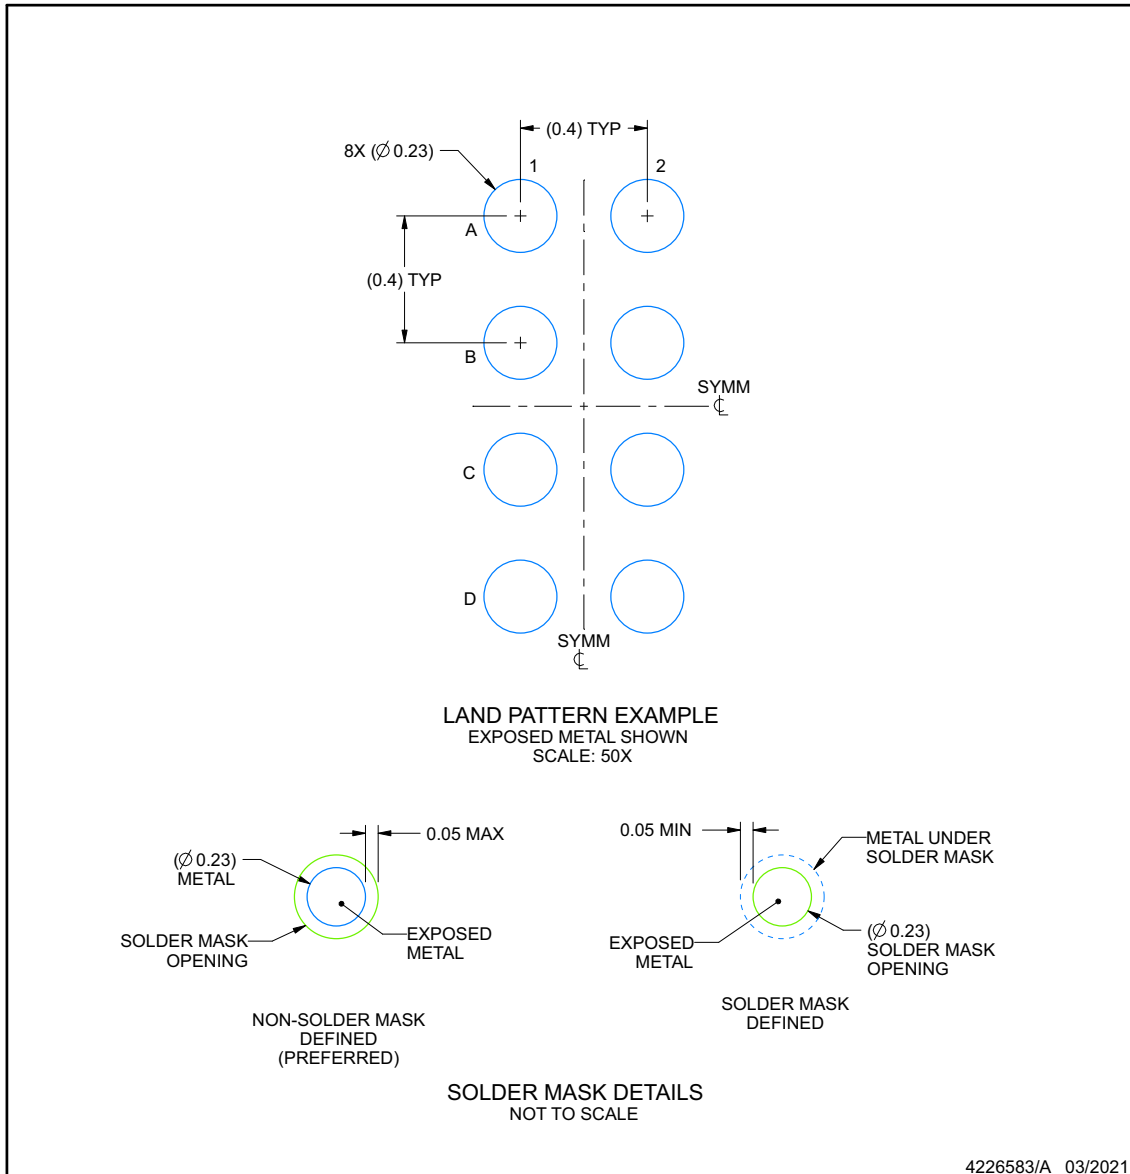 (0.4) TYP
8X (∅ 0.23)
1
2
A
(0.4) TYP
B
SYMM
℄
C
D
SYMM
℄
LAND PATTERN EXAMPLE
EXPOSED METAL SHOWN
SCALE: 50X
0.05 MAX
(∅ 0.23)
METAL
SOLDER MASK
OPENING
EXPOSED
METAL
NON-SOLDER MASK
DEFINED
(PREFERRED)
0.05 MIN
METAL UNDER
SOLDER MASK
EXPOSED
METAL
(∅ 0.23)
SOLDER MASK
OPENING
SOLDER MASK
DEFINED
SOLDER MASK DETAILS
NOT TO SCALE
4226583/A 03/2021